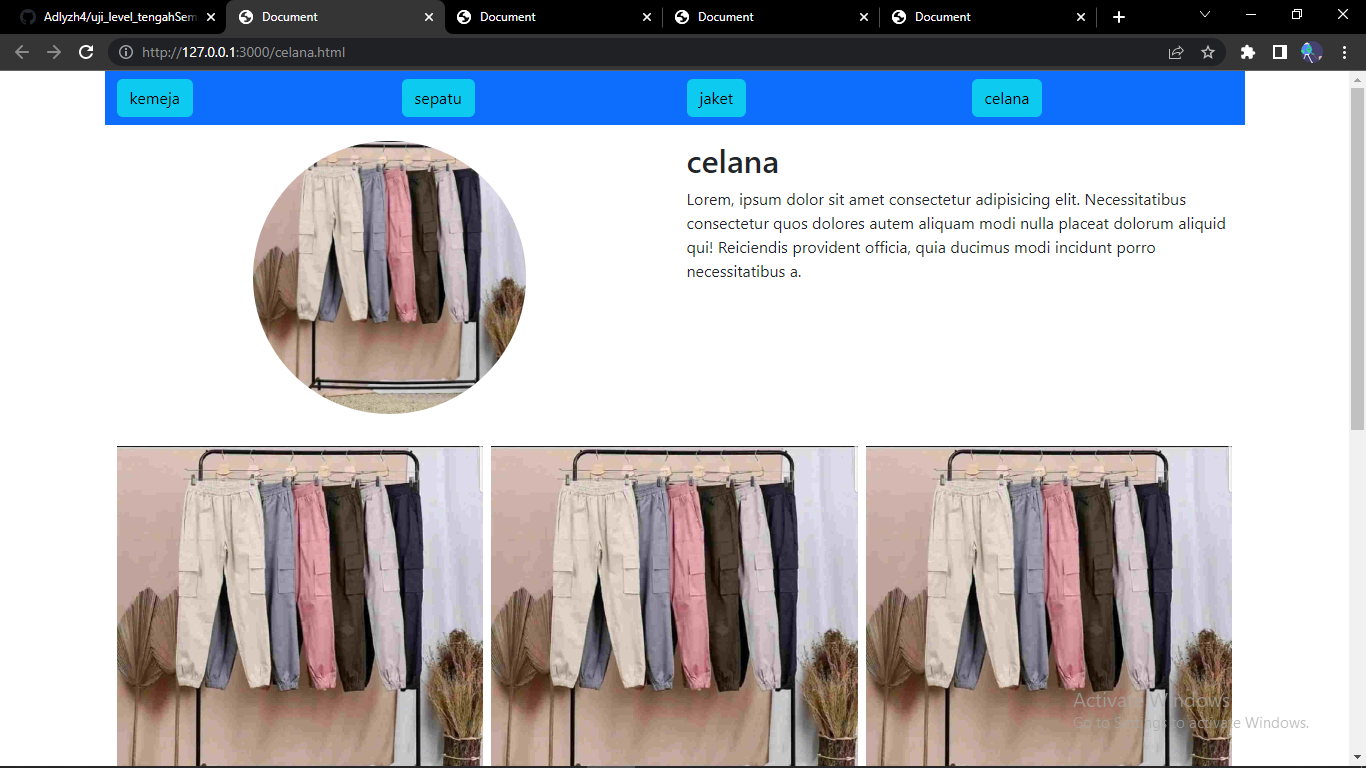 Adlyzh4/uji_level_tengahSem
Document
Document
Document
Document
http://127.0.0.1:3000/celana.html
kemeja
sepatu
jaket
celana
celana
Lorem, ipsum dolor sit amet consectetur adipisicing elit. Necessitatibus
consectetur quos dolores autem aliquam modi nulla placeat dolorum aliquid
qui! Reiciendis provident officia, quia ducimus modi incidunt porro
necessitatibus a.
Activate Windows
Go to Settings to activate Windows.